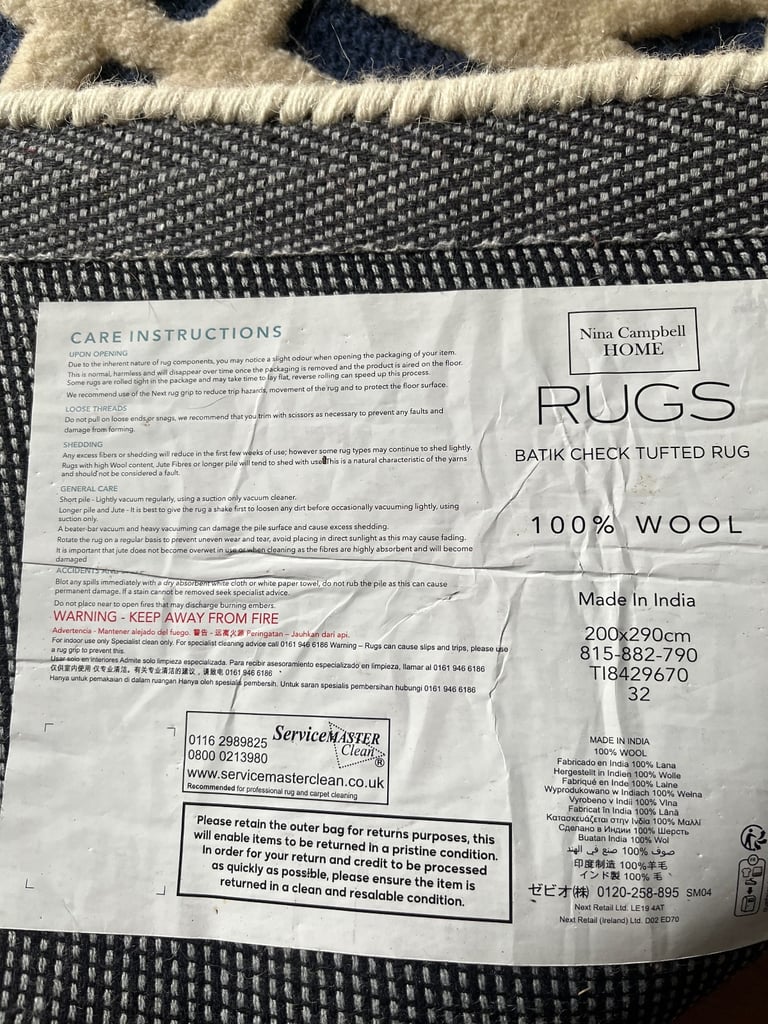 CARE INSTRUCTIONS
UPON OPENING
Due to the inherent nature of rug components, you may notice a slight odour when opening the packaging of your item.
This is normal, harmless and will disappear over time once the packaging is removed and the product is aired on the floor.
Some rugs are rolled tight in the package and may take time to lay flat, reverse rolling can speed up this process.
We recommend use of the Next rug grip to reduce trip hazards, movement of the rug and to protect the floor surface.
LOOSE THREADS
Do not pull on loose ends or snags, we recommend that you trim with scissors as necessary to prevent any faults and
damage from forming.
SHEDDING
Any excess fibers or shedding will reduce in the first few weeks of use; however some rug types may continue to shed lightly.
Rugs with high Wool content, Jute Fibres or longer pile will tend to shed with use. This is a natural characteristic of the yarns
and should not be considered a fault.
GENERAL CARE
Short pile - Lightly vacuum regularly, using a suction only vacuum cleaner.
Longer pile and Jute - It is best to give the rug a shake first to loosen any dirt before occasionally vacuuming lightly, using
suction only.
A beater-bar vacuum and heavy vacuuming can damage the pile surface and cause excess shedding.
Rotate the rug on a regular basis to prevent uneven wear and tear, avoid placing in direct sunlight as this may cause fading.
It is important that jute does not become overwet in use or when cleaning as the fibres are highly absorbent and will become
damaged
ACCIDENTS AND
Blot any spills immediately with a dry absorbent white cloth or white paper towel, do not rub the pile as this can cause
permanent damage. If a stain cannot be removed seek specialist advice.
Do not place near to open fires that may discharge burning embers.
WARNING - KEEP AWAY FROM FIRE
Advertencia - Mantener alejado del fuego. 警告 - 远离火源 Peringatan – Jauhkan dari api.
For indoor use only Specialist clean only. For specialist cleaning advice call 0161 946 6186 Warning – Rugs can cause slips and trips, please use
a rug grip to prevent this.
Usar solo en interiores Admite solo limpieza especializada. Para recibir asesoramiento especializado en limpieza, llamar al 0161 946 6186
仅供室内使用 仅专业清洁。有关专业清洁的建议，请致电 0161 946 6186
Hanya untuk pemakaian di dalam ruangan Hanya oleh spesialis pembersih. Untuk saran spesialis pembersihan hubungi 0161 946 6186
0116 2989825
0800 0213980
ServiceMASTER
Clean®
www.servicemasterclean.co.uk
Recommended for professional rug and carpet cleaning
Please retain the outer bag for returns purposes, this
will enable items to be returned in a pristine condition.
In order for your return and credit to be processed
as quickly as possible, please ensure the item is
returned in a clean and resalable condition.
Nina Campbell
HOME
RUGS
BATIK CHECK TUFTED RUG
100% WOOL
Made In India
200x290cm
815-882-790
TI8429670
32
MADE IN INDIA
100% WOOL
Fabricado en India 100% Lana
Hergestellt in Indien 100% Wolle
Fabriqué en Inde 100% Laine
Wyprodukowano w Indiach 100% Wełna
Vyrobeno v Indii 100% Vlna
Fabricat în India 100% Lână
Κατασκευάζεται στην Ινδία 100% Μαλλί
Сделано в Индии 100% Шерсть
Buatan India 100% Wol
صوف %100 صنع في الهند
印度制造 100%羊毛
インド製 100% 毛
ゼビオ㈱ 0120-258-895 SM04
Next Retail Ltd. LE19 4AT
Next Retail (Ireland) Ltd. D02 ED70